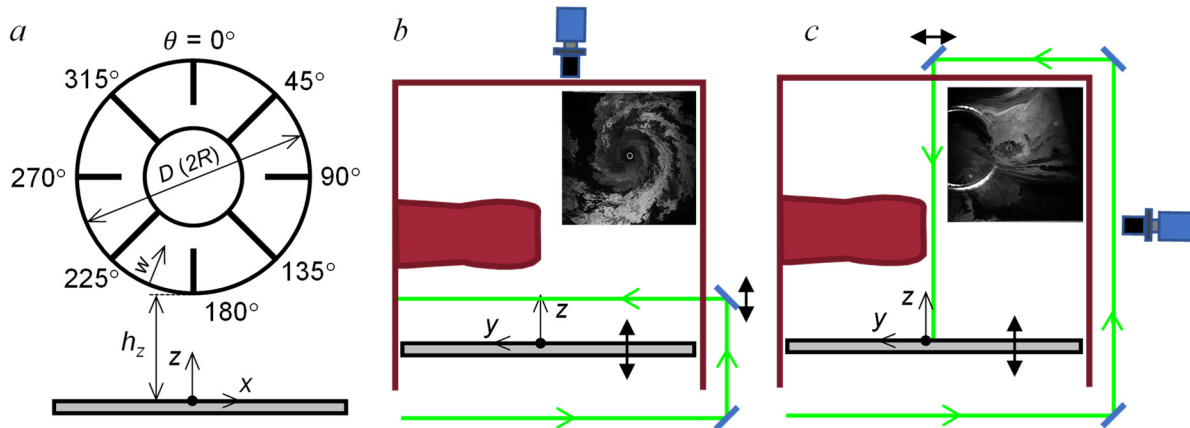 a
θ = 0°
315°
45°
D (2R)
270°
90°
w
225°
135°
180°
h_z
z
x
b
z
y
c
z
y